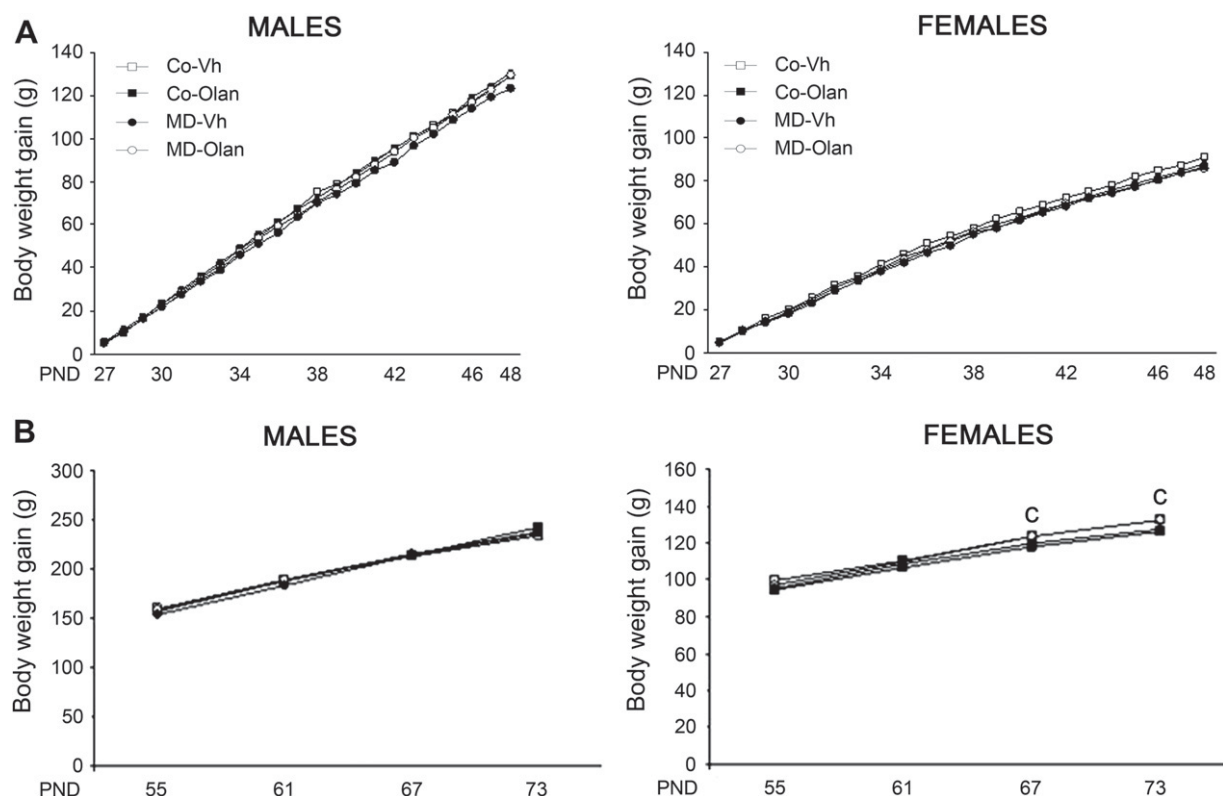 A
MALES
Body weight gain (g)
140
120
100
80
60
40
20
0
Co-Vh
Co-Olan
MD-Vh
MD-Olan
PND 27 30 34 38 42 46 48
FEMALES
Body weight gain (g)
140
120
100
80
60
40
20
0
Co-Vh
Co-Olan
MD-Vh
MD-Olan
PND 27 30 34 38 42 46 48
B
MALES
Body weight gain (g)
300
250
200
150
100
50
0
PND 55 61 67 73
FEMALES
Body weight gain (g)
160
140
120
100
80
60
40
20
0
C
C
PND 55 61 67 73